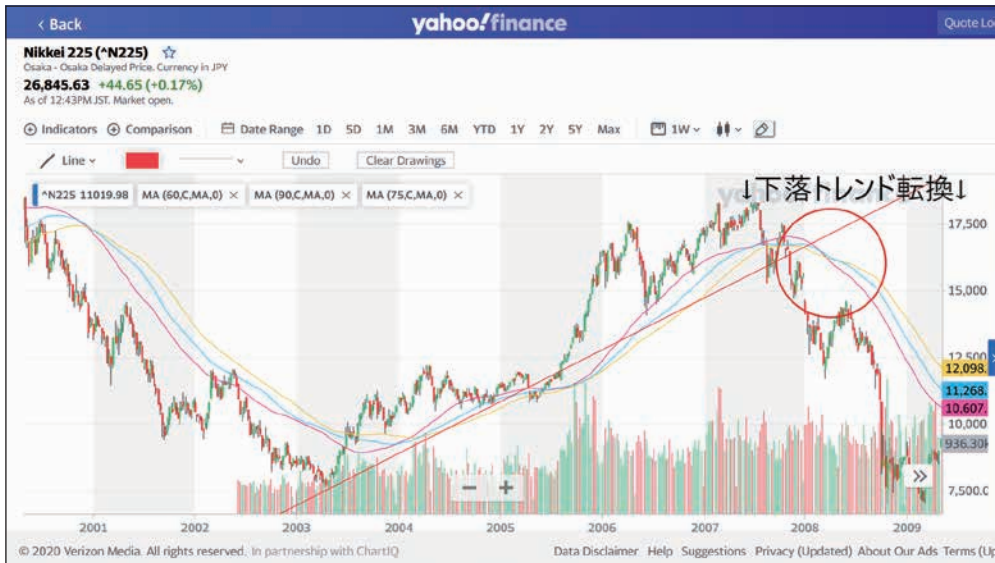 < Back
yahoo!finance
Quote Lo
Nikkei 225 (^N225)
Osaka - Osaka Delayed Price. Currency in JPY
26,845.63 +44.65 (+0.17%)
As of 12:43PM JST. Market open.
Indicators Comparison Date Range 1D 5D 1M 3M 6M YTD 1Y 2Y 5Y Max 1W
Line Undo Clear Drawings
^N225 11019.98 MA (60,C,MA,0) × MA (90,C,MA,0) × MA (75,C,MA,0) ×
↓下落トレンド転換↓
17,500
15,000
12,500
12,098.
11,268.
10,607.
10,000
936.30
7,500.0
− +
»
2001 2002 2003 2004 2005 2006 2007 2008 2009
© 2020 Verizon Media. All rights reserved. In partnership with ChartIQ
Data Disclaimer Help Suggestions Privacy (Updated) About Our Ads Terms (Up